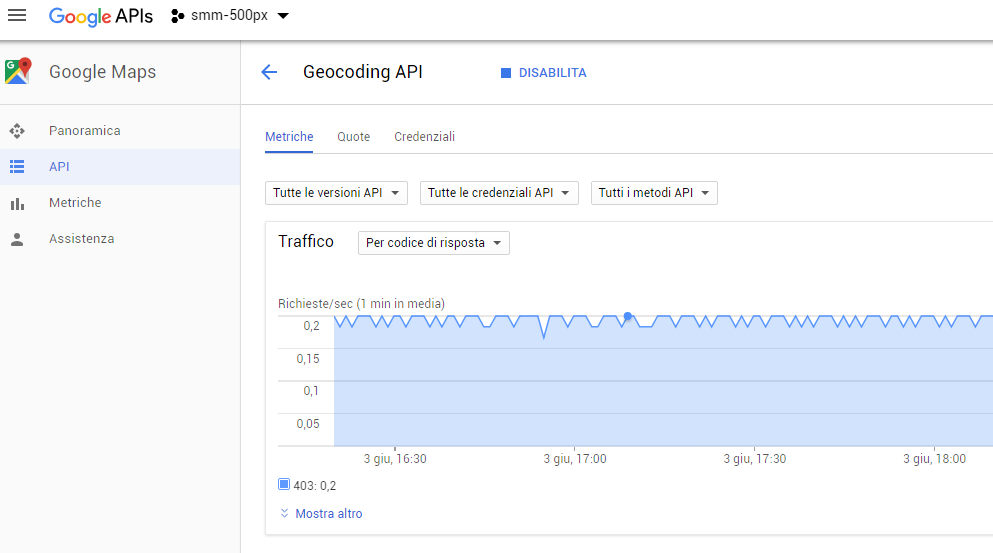 Google APIs smm-500px
Google Maps
Geocoding API DISABILITA
Panoramica
API
Metriche
Assistenza
Metriche Quote Credenziali
Tutte le versioni API Tutte le credenziali API Tutti i metodi API
Traffico Per codice di risposta
Richieste/sec (1 min in media)
0,2
0,15
0,1
0,05
3 giu, 16:30 3 giu, 17:00 3 giu, 17:30 3 giu, 18:00
403: 0,2
Mostra altro